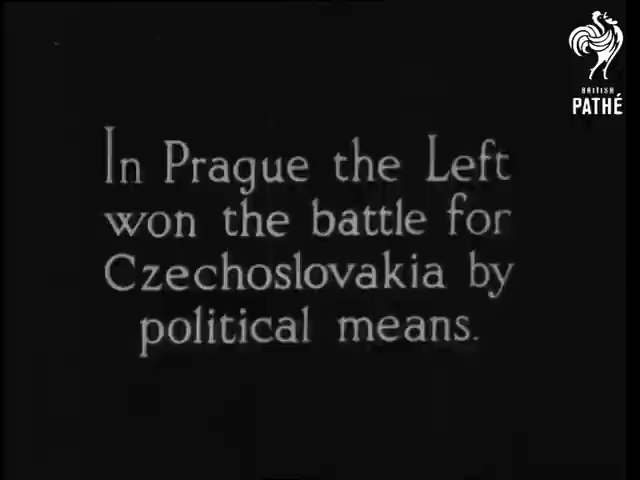 BRITISH
PATHÉ
In Prague the Left
won the battle for
Czechoslovakia by
political means.